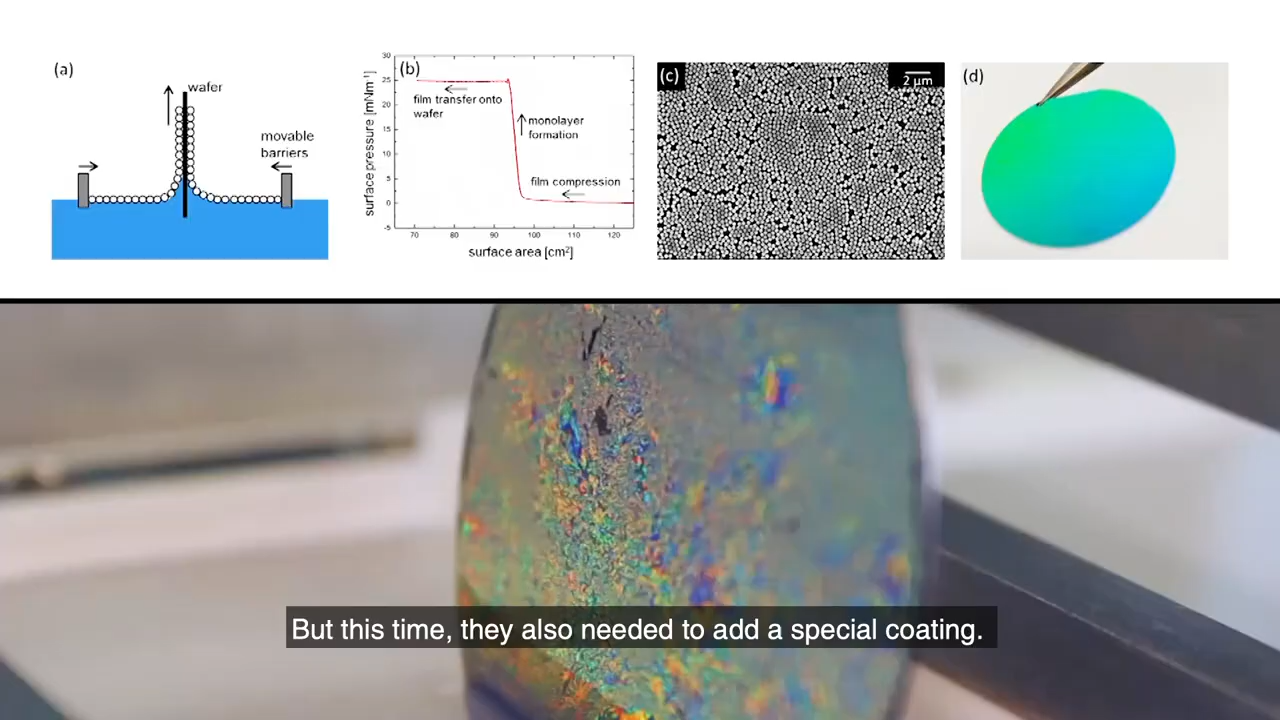 (a)
wafer
movable
barriers
(b)
30
25
20
15
10
5
0
-5
surface pressure [mNm⁻¹]
film transfer onto
wafer
monolayer
formation
film compression
70
80
90
100
110
120
surface area [cm²]
(c)
2 µm
(d)
But this time, they also needed to add a special coating.